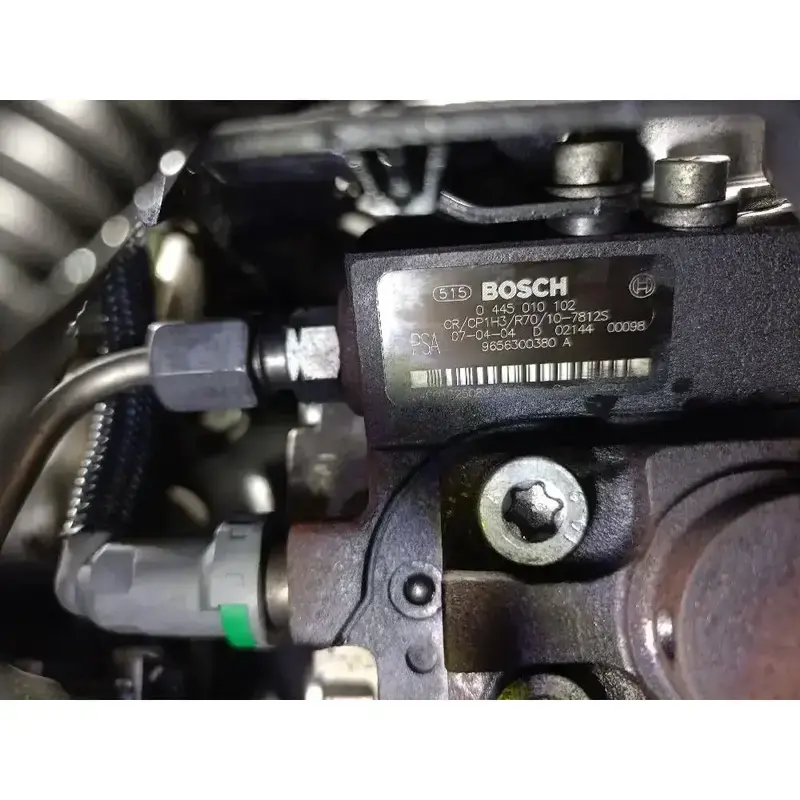 515 BOSCH
0 445 010 102
CR/CP1H3/R70/10-7812S
PSA 07-04-04 D 02144 00098
9656300380 A